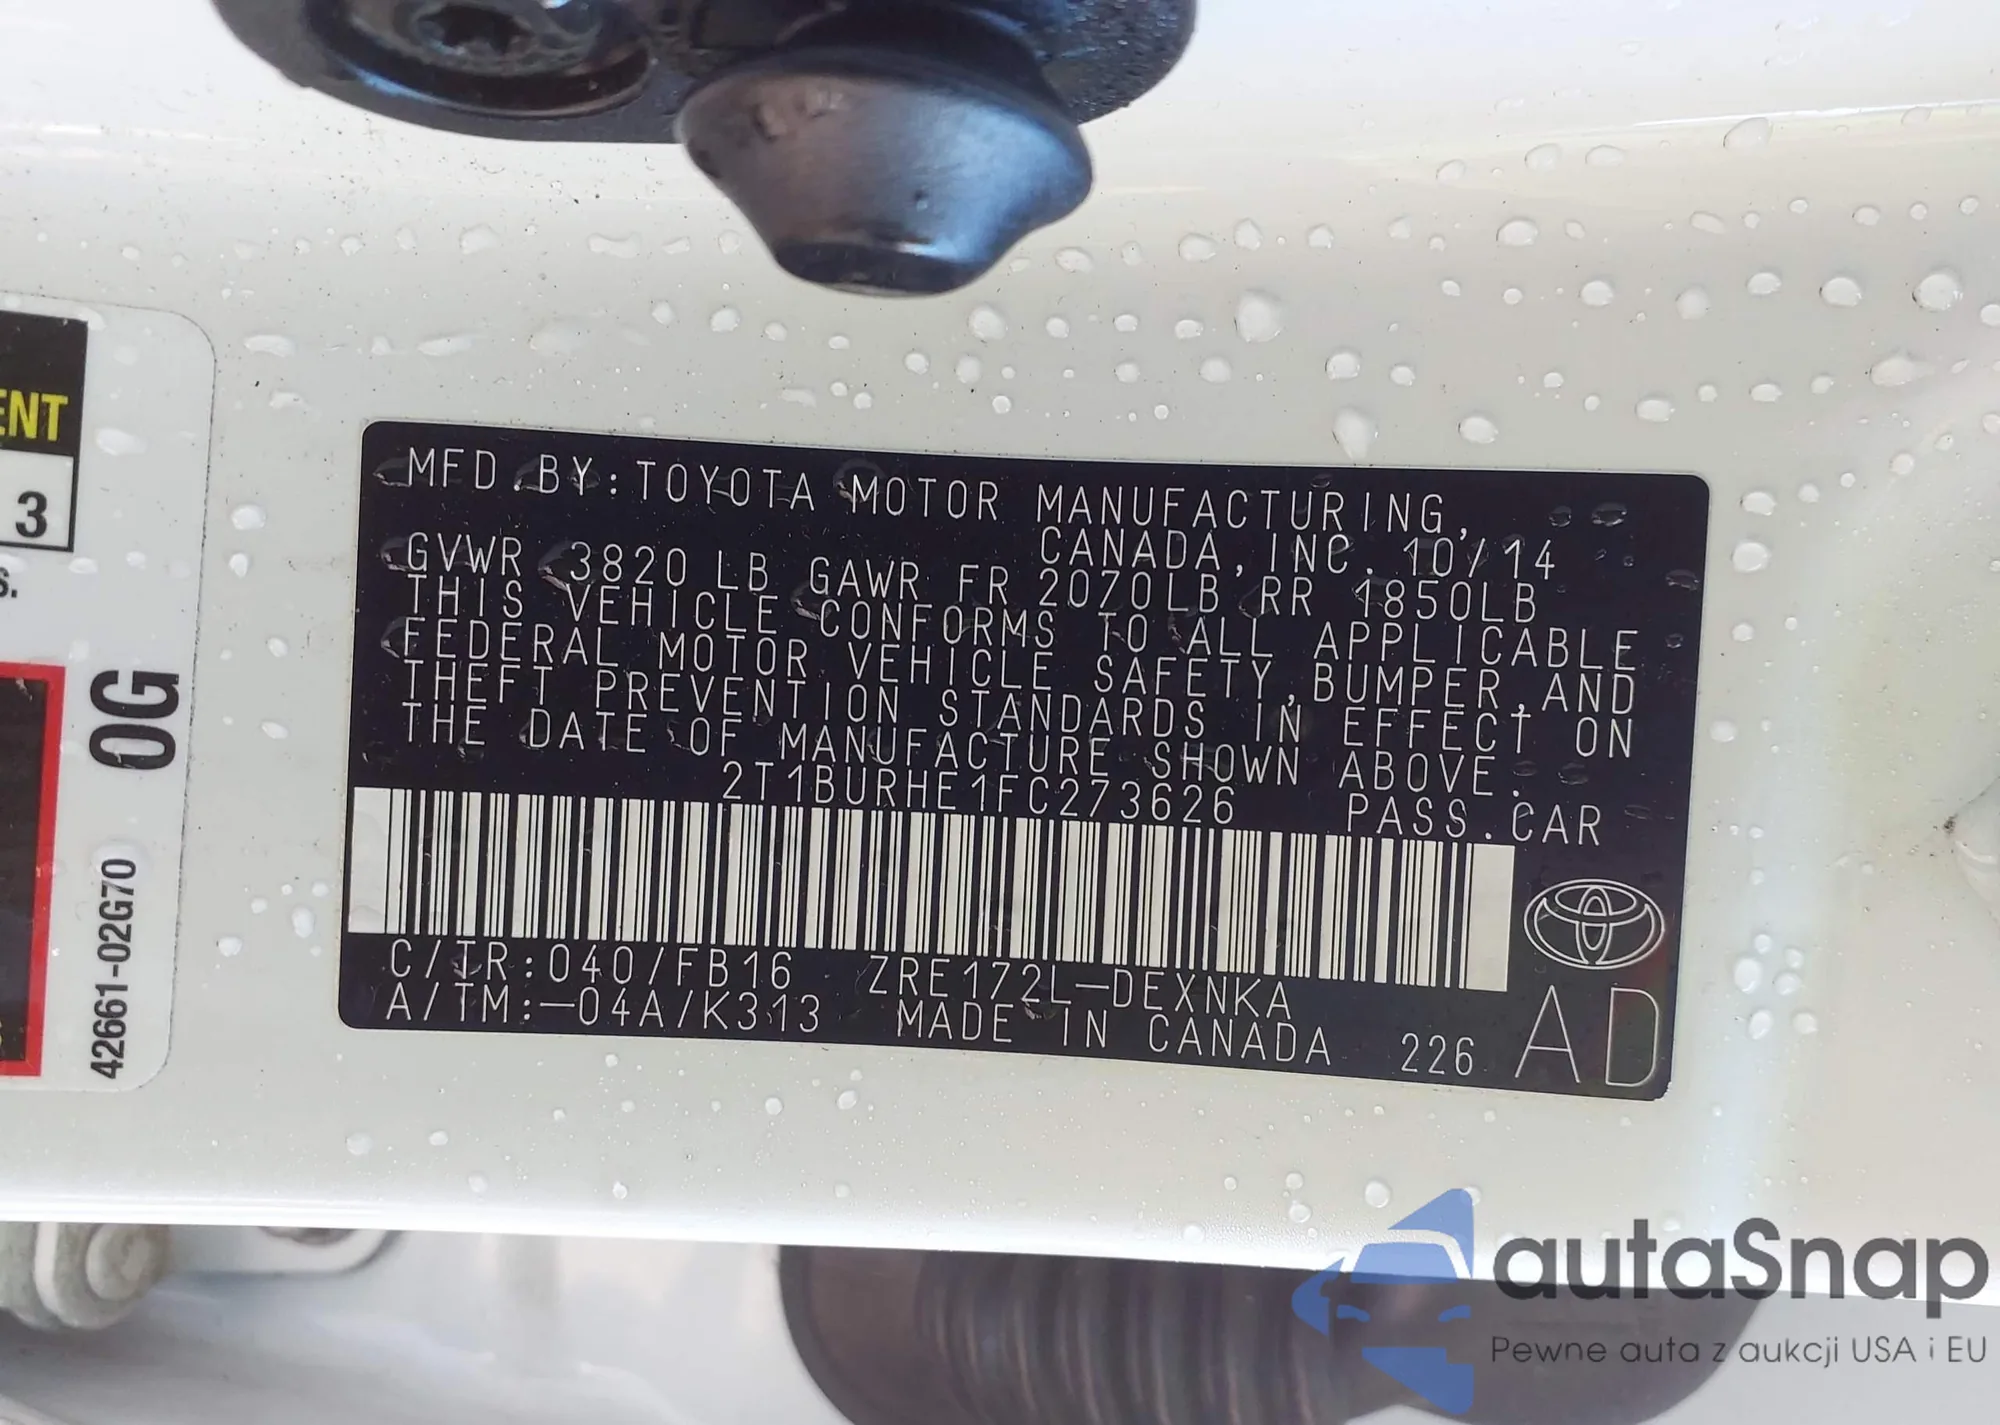 ENT
3
S.
0G
42661-02G70
MFD.BY:TOYOTA MOTOR MANUFACTURING,
CANADA,INC. 10/14
GVWR 3820 LB GAWR FR 2070LB RR 1850LB
THIS VEHICLE CONFORMS TO ALL APPLICABLE
FEDERAL MOTOR VEHICLE SAFETY,BUMPER,AND
THEFT PREVENTION STANDARDS IN EFFECT ON
THE DATE OF MANUFACTURE SHOWN ABOVE.
2T1BURHE1FC273626 PASS.CAR
C/TR:040/FB16 ZRE172L-DEXNKA
A/TM:-04A/K313 MADE IN CANADA 226 AD
autaSnap
Pewne auta z aukcji USA i EU